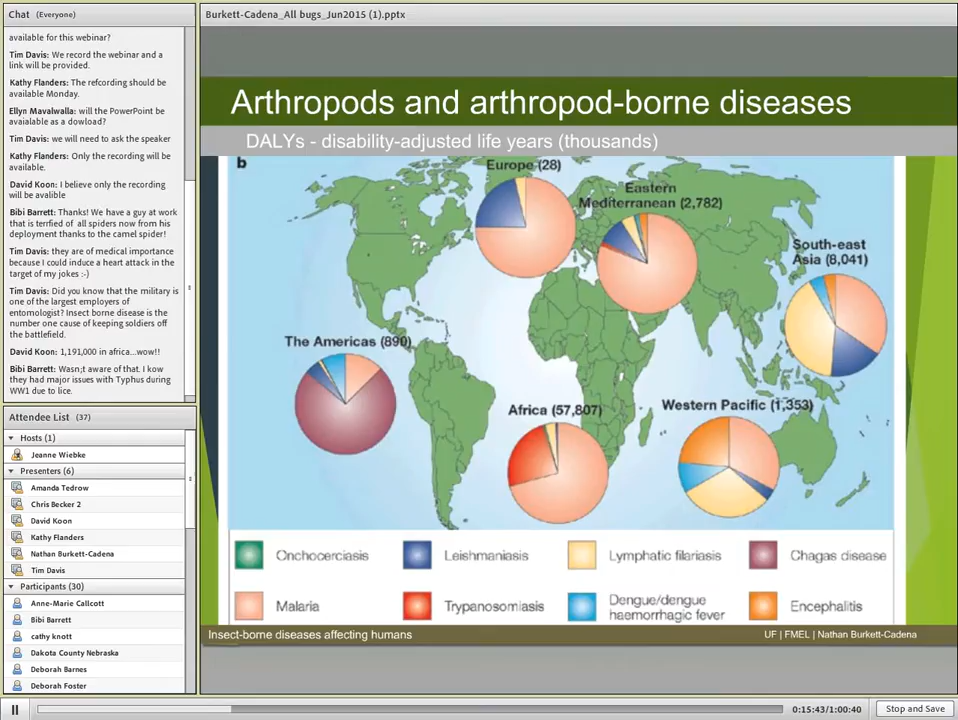 Chat (Everyone)
available for this webinar?
Tim Davis: We record the webinar and a
link will be provided.
Kathy Flanders: The refcording should be
available Monday.
Ellyn Mavalwalla: will the PowerPoint be
avaialable as a dowload?
Tim Davis: we will need to ask the speaker
Kathy Flanders: Only the recording will be
available.
David Koon: I believe only the recording
will be avalible
Bibi Barrett: Thanks! We have a guy at work
that is terrfied of all spiders now from his
deployment thanks to the camel spider!
Tim Davis: they are of medical importance
because I could induce a heart attack in the
target of my jokes :-)
Tim Davis: Did you know that the military is
one of the largest employers of
entomologist? Insect borne disease is the
number one cause of keeping soldiers off
the battlefield.
David Koon: 1,191,000 in africa...wow!!
Bibi Barrett: Wasn;t aware of that. I kow
they had major issues with Typhus during
WW1 due to lice.
Attendee List (37)
Hosts (1)
Jeanne Wiebke
Presenters (6)
Amanda Tedrow
Chris Becker 2
David Koon
Kathy Flanders
Nathan Burkett-Cadena
Tim Davis
Participants (30)
Anne-Marie Callcott
Bibi Barrett
cathy knott
Dakota County Nebraska
Deborah Barnes
Deborah Foster
Burkett-Cadena_All bugs_Jun2015 (1).pptx
Arthropods and arthropod-borne diseases
DALYs - disability-adjusted life years (thousands)
b
Europe (28)
Eastern
Mediterranean (2,782)
South-east
Asia (8,041)
The Americas (890)
Africa (57,807)
Western Pacific (1,353)
Onchocerciasis
Leishmaniasis
Lymphatic filariasis
Chagas disease
Malaria
Trypanosomiasis
Dengue/dengue
haemorrhagic fever
Encephalitis
Insect-borne diseases affecting humans
UF | FMEL | Nathan Burkett-Cadena
0:15:43/1:00:40
Stop and Save